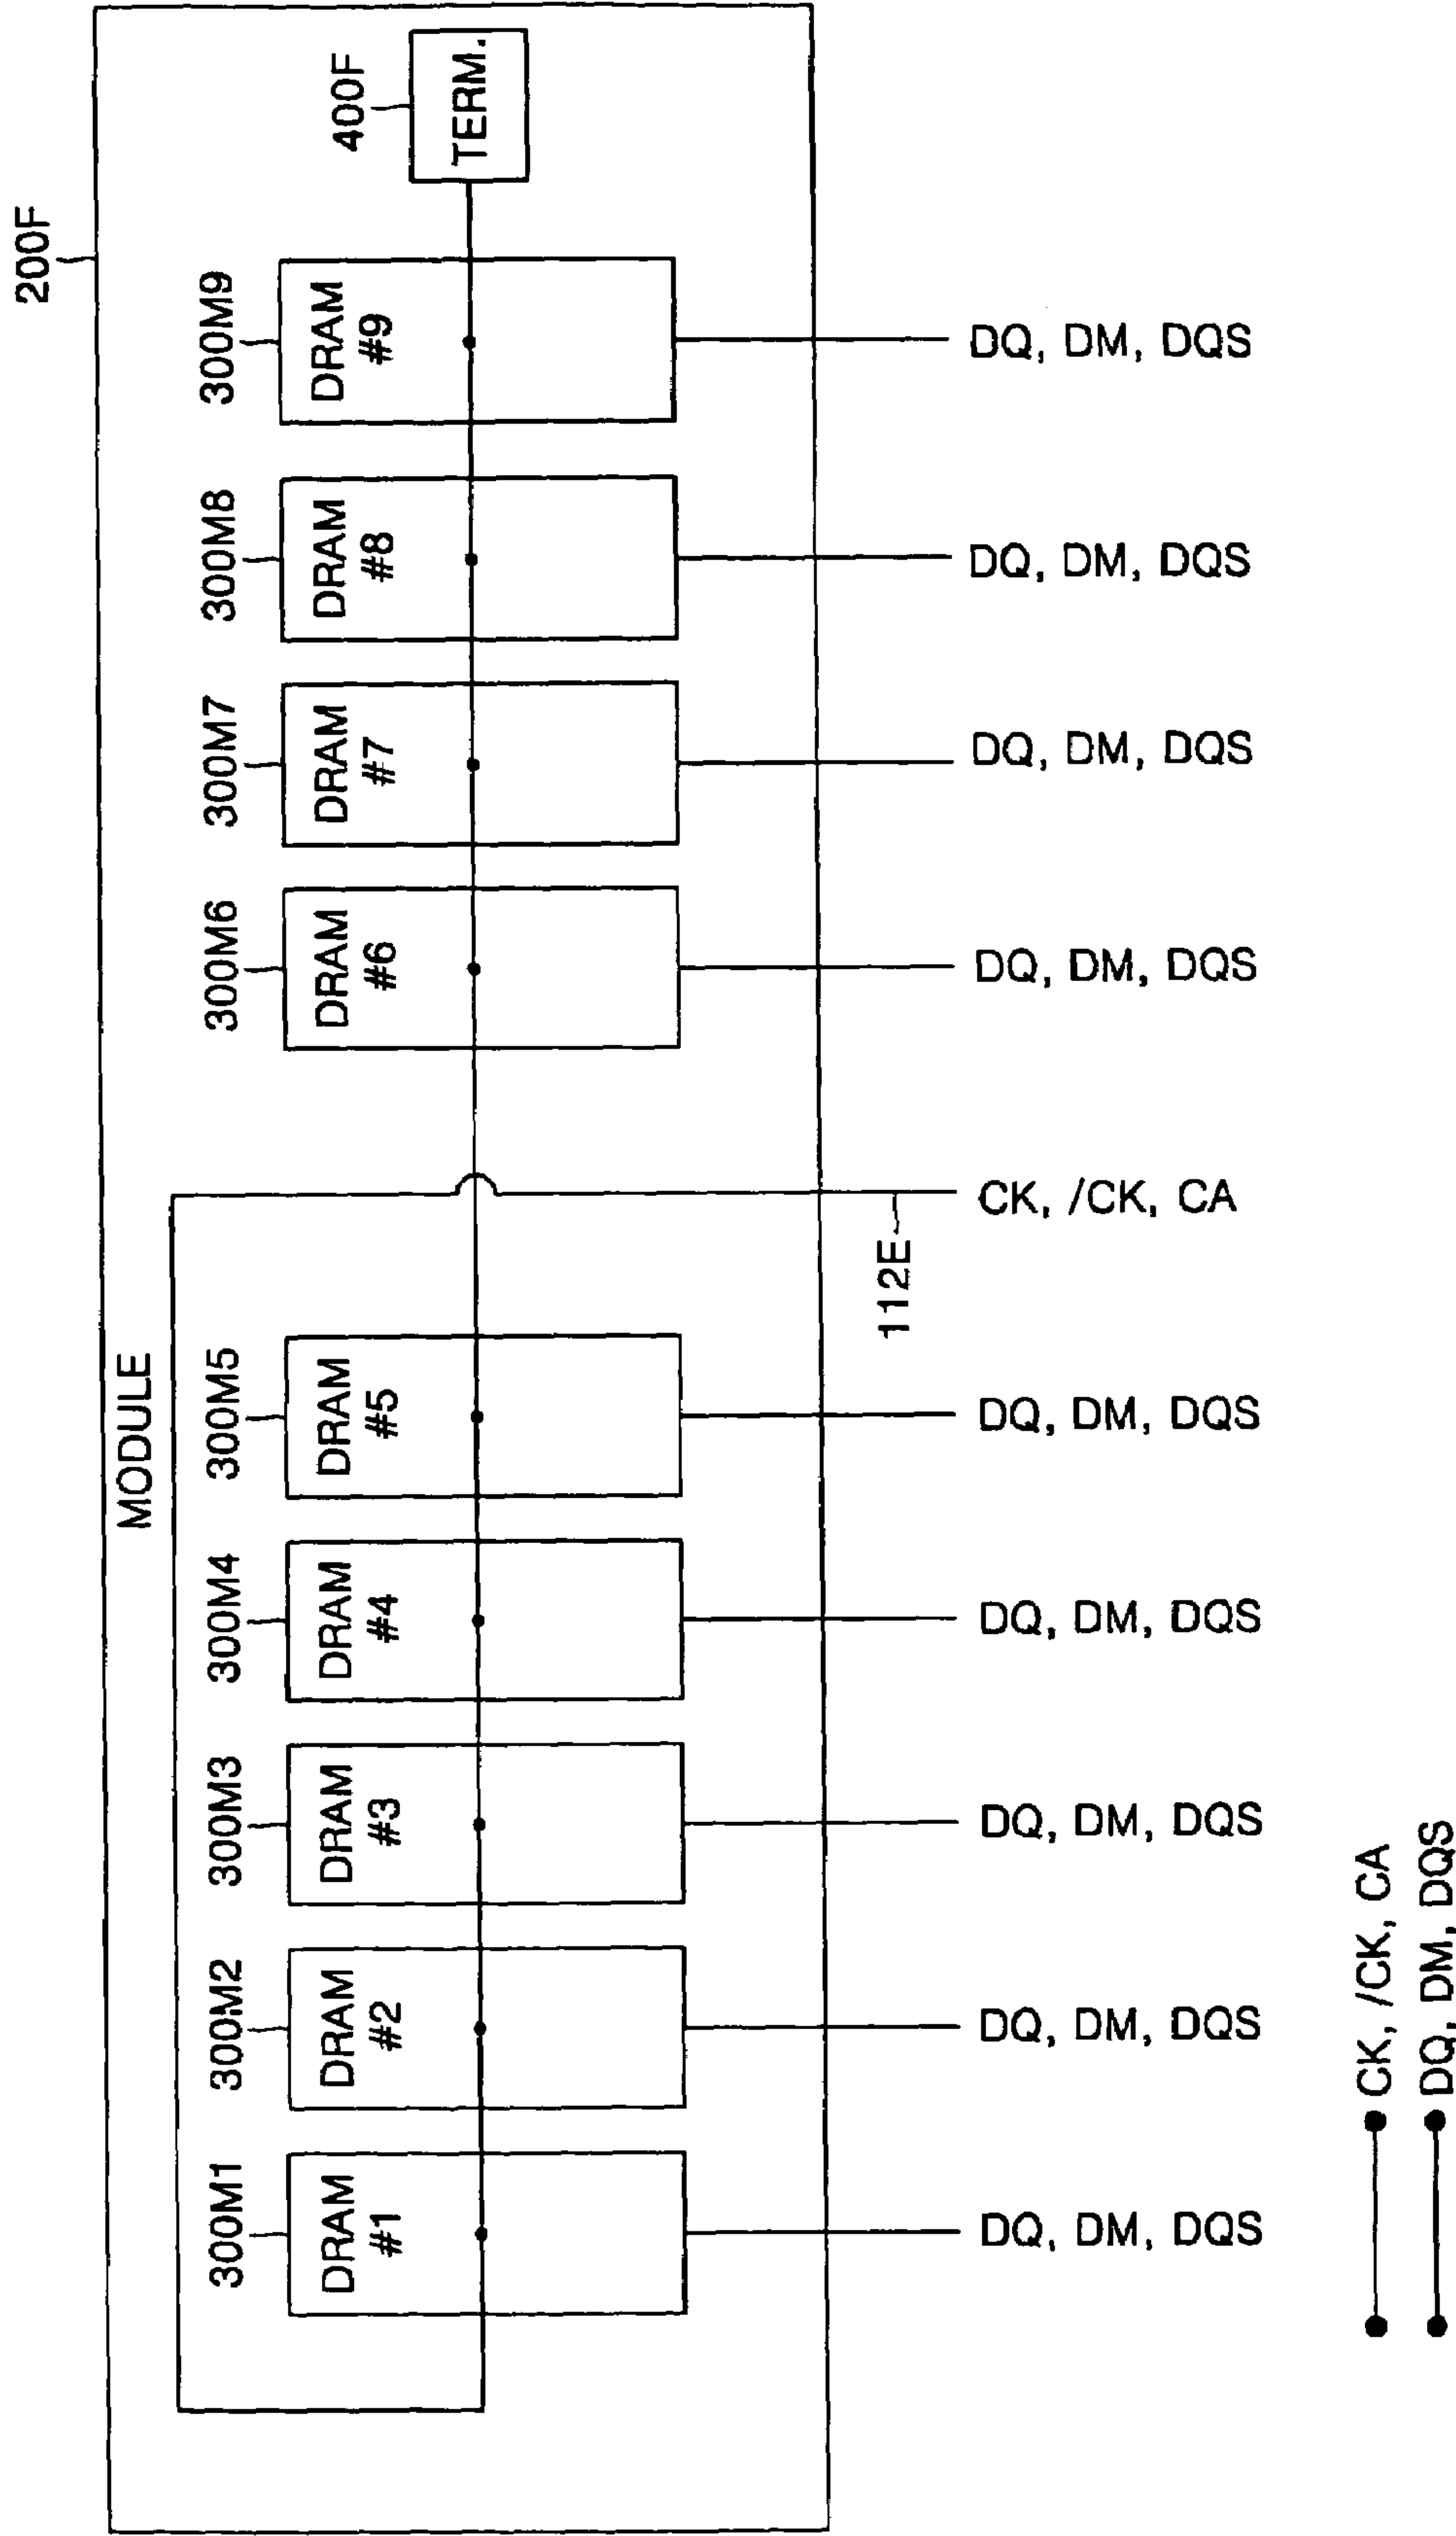 200F
400F
TERM.
300M9
DRAM
#9
DQ, DM, DQS
300M8
DRAM
#8
DQ, DM, DQS
300M7
DRAM
#7
DQ, DM, DQS
300M6
DRAM
#6
DQ, DM, DQS
CK, /CK, CA
112E
MODULE
300M5
DRAM
#5
DQ, DM, DQS
300M4
DRAM
#4
DQ, DM, DQS
300M3
DRAM
#3
DQ, DM, DQS
300M2
DRAM
#2
DQ, DM, DQS
300M1
DRAM
#1
DQ, DM, DQS
CK, /CK, CA
DQ, DM, DQS